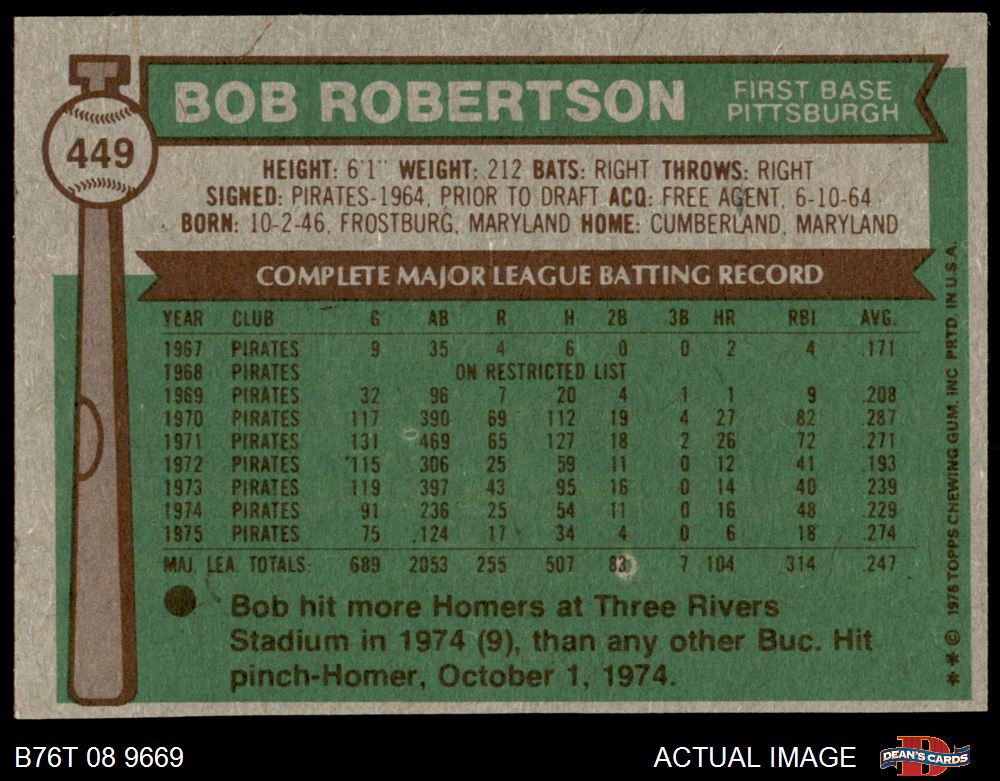 BOB ROBERTSON
FIRST BASE
PITTSBURGH
449
HEIGHT: 6'1" WEIGHT: 212 BATS: RIGHT THROWS: RIGHT
SIGNED: PIRATES-1964, PRIOR TO DRAFT ACQ: FREE AGENT, 6-10-64
BORN: 10-2-46, FROSTBURG, MARYLAND HOME: CUMBERLAND, MARYLAND
COMPLETE MAJOR LEAGUE BATTING RECORD
YEAR CLUB G AB R H 2B 3B HR RBI AVG.
1967 PIRATES 9 35 4 6 0 0 2 4 .171
1968 PIRATES ON RESTRICTED LIST
1969 PIRATES 32 96 7 20 4 1 1 9 .208
1970 PIRATES 117 390 69 112 19 4 27 82 .287
1971 PIRATES 131 469 65 127 18 2 26 72 .271
1972 PIRATES 115 306 25 59 11 0 12 41 .193
1973 PIRATES 119 397 43 95 16 0 14 40 .239
1974 PIRATES 91 236 25 54 11 0 16 48 .229
1975 PIRATES 75 .124 17 34 4 0 6 18 .274
MAJ. LEA. TOTALS: 689 2053 255 507 83 7 104 314 .247
Bob hit more Homers at Three Rivers
Stadium in 1974 (9), than any other Buc. Hit
pinch-Homer, October 1, 1974.
** © 1976 TOPPS CHEWING GUM, INC PRTD. IN U.S.A.
B76T 08 9669
ACTUAL IMAGE
DEAN'S CARDS